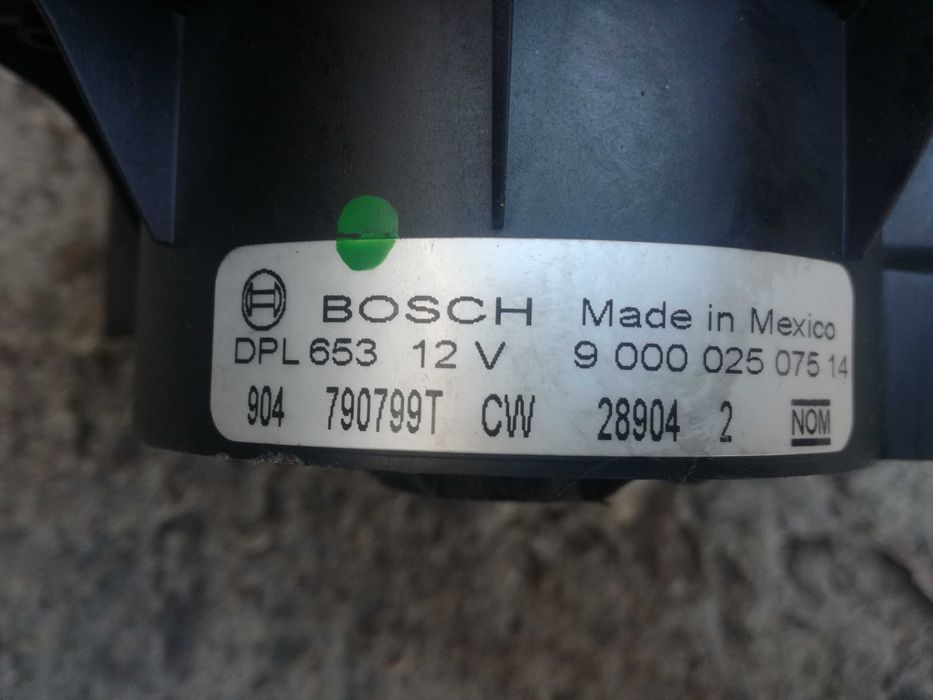 BOSCH Made in Mexico
DPL 653 12 V 9 000 025 075 14
904 790799T CW 28904 2 NOM